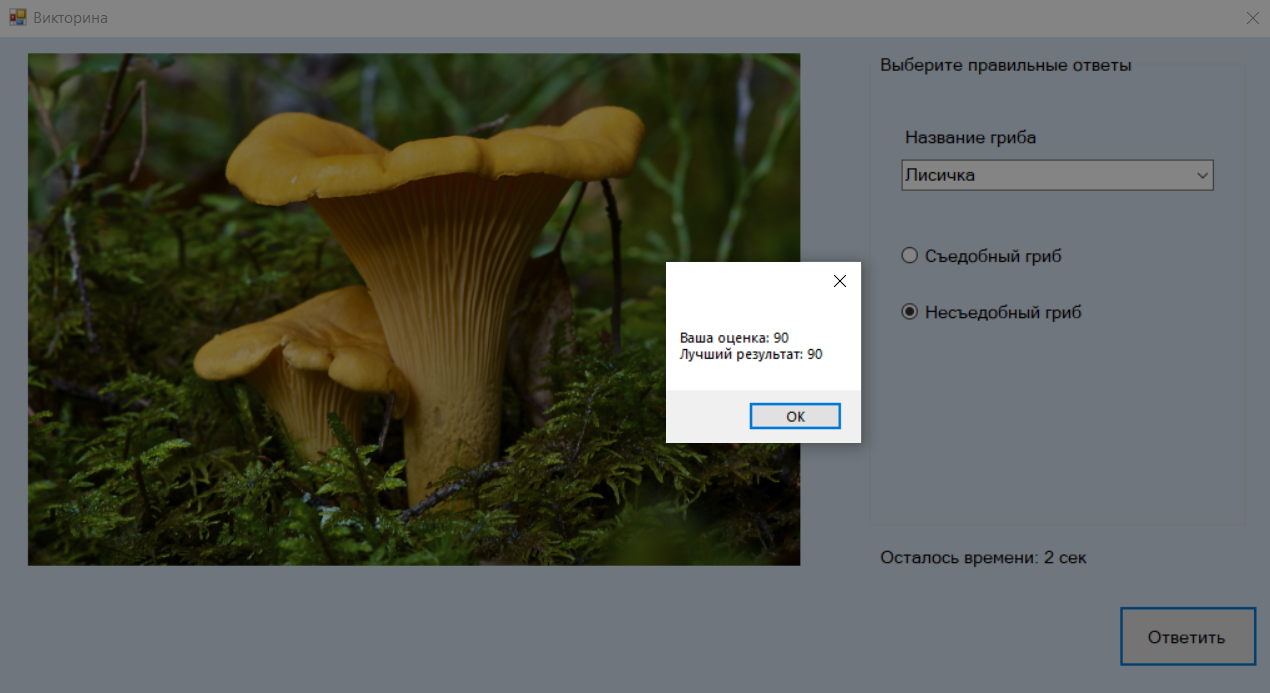 Викторина
Выберите правильные ответы
Название гриба
Лисичка
Съедобный гриб
Несъедобный гриб
Ваша оценка: 90
Лучший результат: 90
ОК
Осталось времени: 2 сек
Ответить